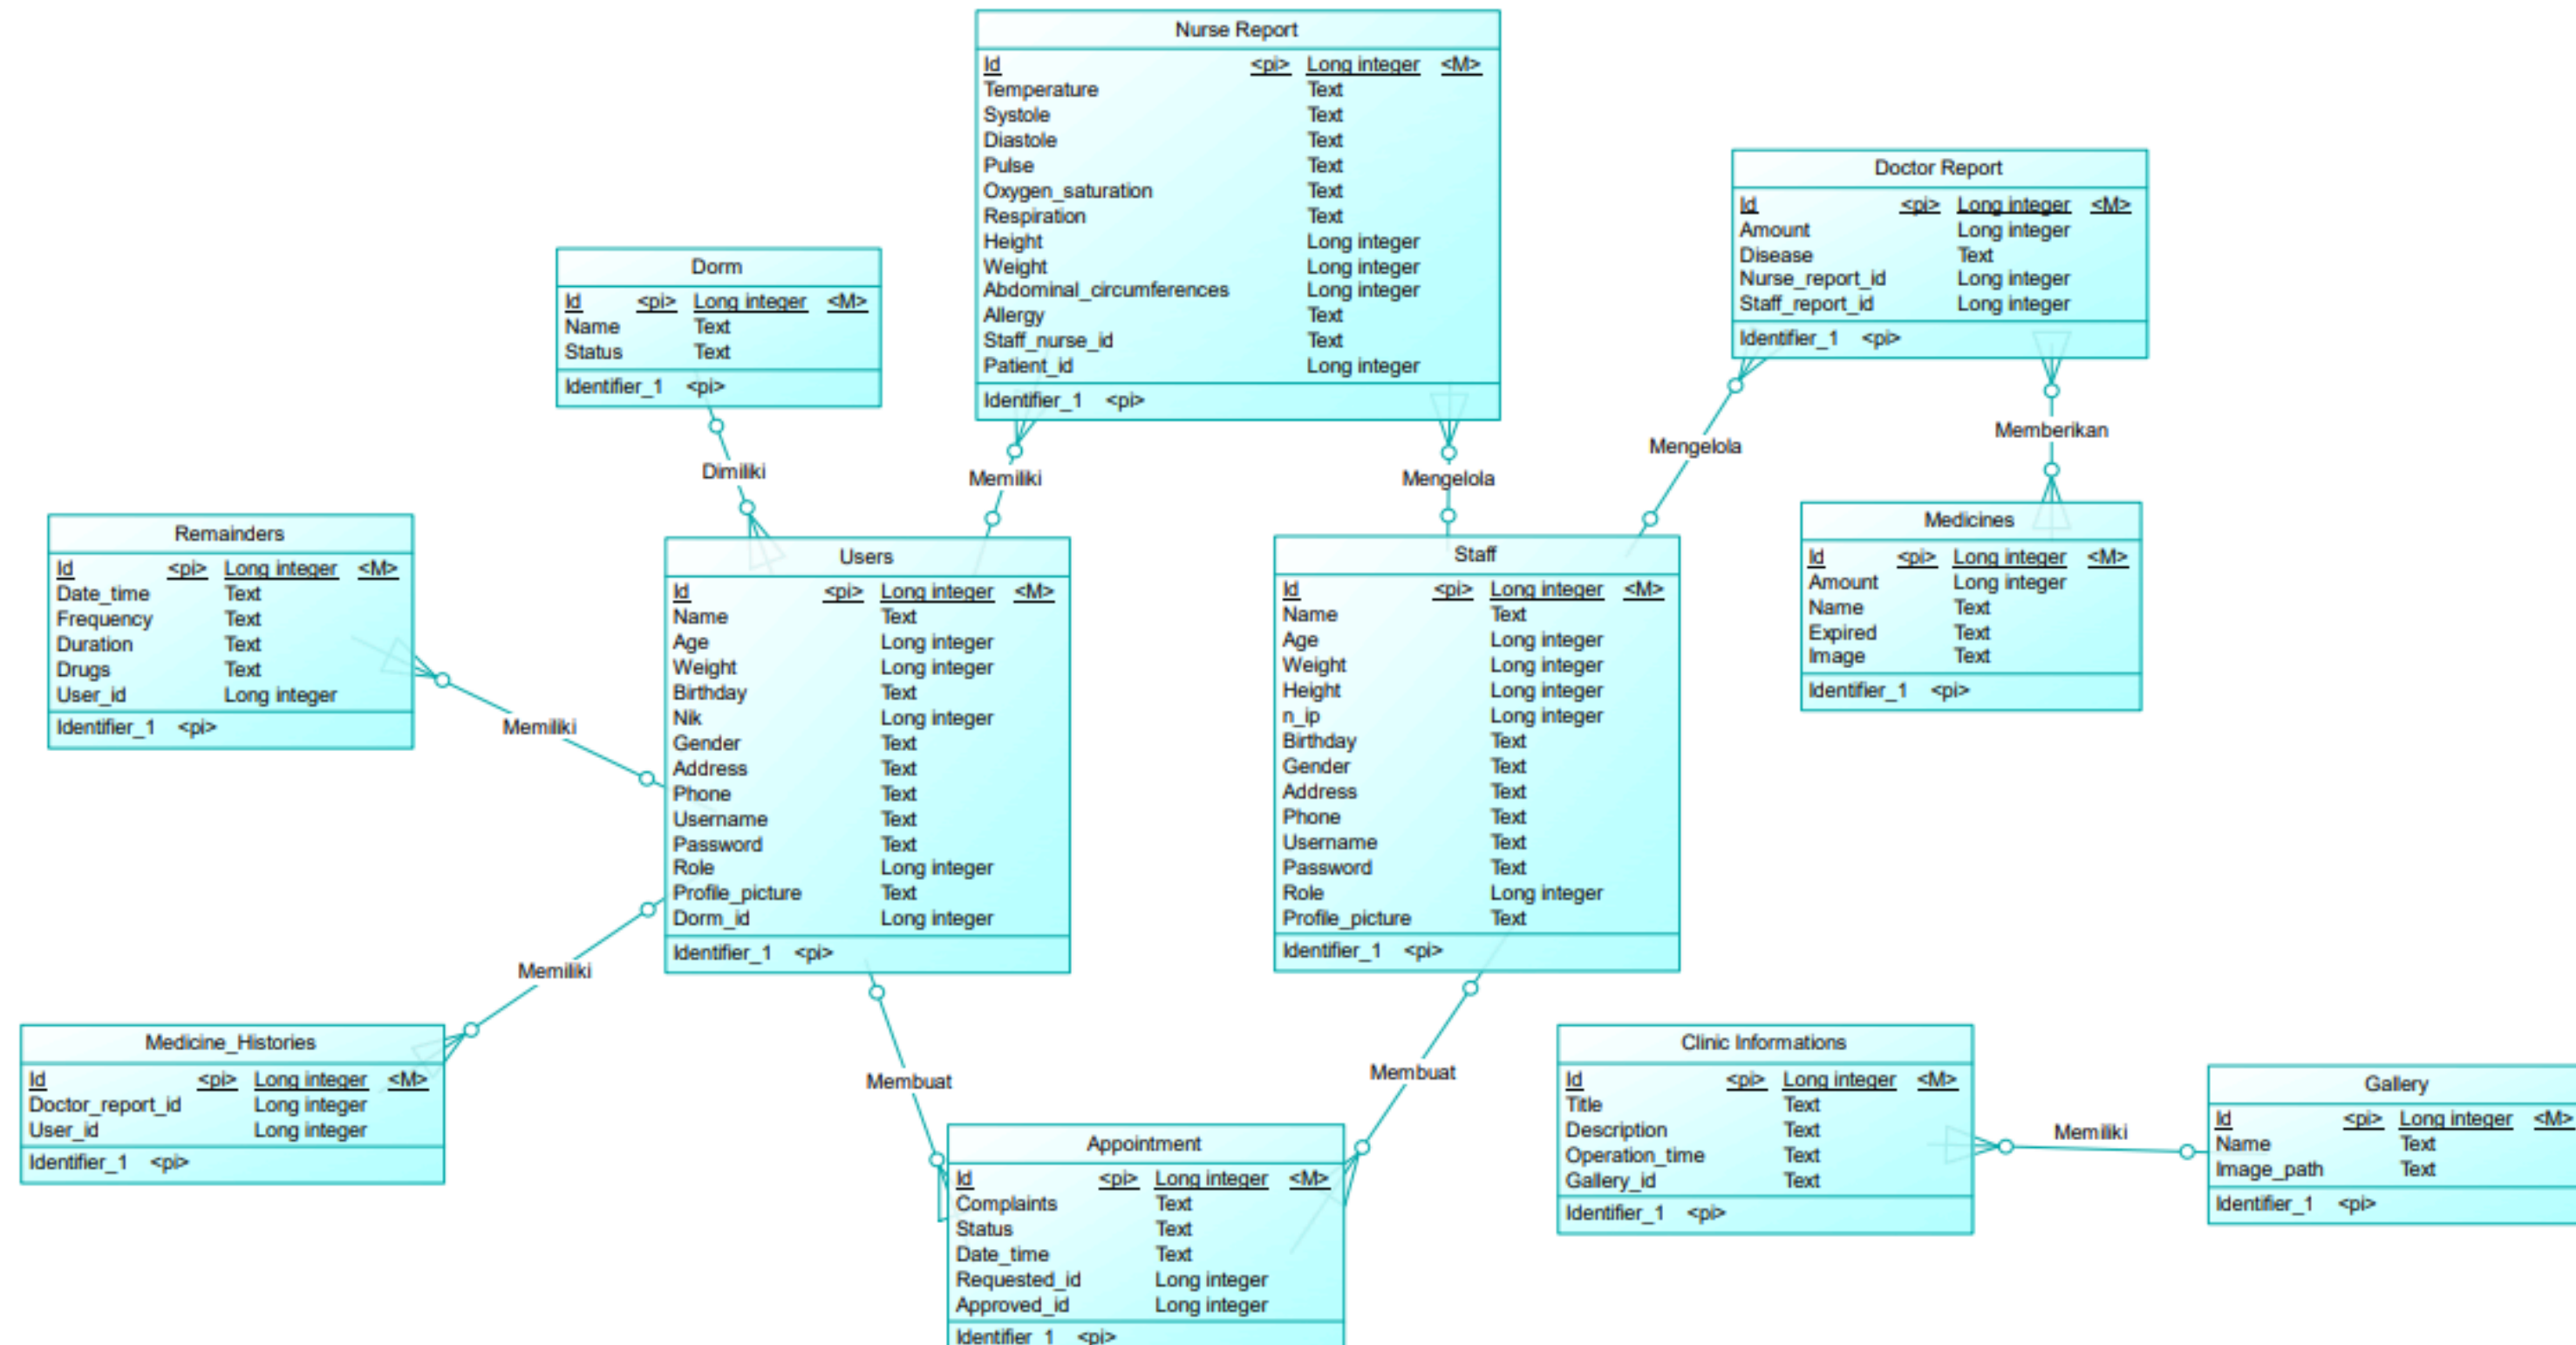 Nurse Report
Id <pi> Long integer <M>
Temperature Text
Systole Text
Diastole Text
Pulse Text
Oxygen_saturation Text
Respiration Text
Height Long integer
Weight Long integer
Abdominal_circumferences Long integer
Allergy Text
Staff_nurse_id Text
Patient_id Long integer
Identifier_1 <pi>
Doctor Report
Id <pi> Long integer <M>
Amount Long integer
Disease Text
Nurse_report_id Long integer
Staff_report_id Long integer
Identifier_1 <pi>
Dorm
Id <pi> Long integer <M>
Name Text
Status Text
Identifier_1 <pi>
Dimiliki
Memiliki
Mengelola
Mengelola
Memberikan
Remainders
Id <pi> Long integer <M>
Date_time Text
Frequency Text
Duration Text
Drugs Text
User_id Long integer
Identifier_1 <pi>
Memiliki
Users
Id <pi> Long integer <M>
Name Text
Age Long integer
Weight Long integer
Birthday Text
Nik Long integer
Gender Text
Address Text
Phone Text
Username Text
Password Text
Role Long integer
Profile_picture Text
Dorm_id Long integer
Identifier_1 <pi>
Staff
Id <pi> Long integer <M>
Name Text
Age Long integer
Weight Long integer
Height Long integer
n_ip Long integer
Birthday Text
Gender Text
Address Text
Phone Text
Username Text
Password Text
Role Long integer
Profile_picture Text
Identifier_1 <pi>
Medicines
Id <pi> Long integer <M>
Amount Long integer
Name Text
Expired Text
Image Text
Identifier_1 <pi>
Memiliki
Medicine_Histories
Id <pi> Long integer <M>
Doctor_report_id Long integer
User_id Long integer
Identifier_1 <pi>
Membuat
Membuat
Appointment
Id <pi> Long integer <M>
Complaints Text
Status Text
Date_time Text
Requested_id Long integer
Approved_id Long integer
Identifier_1 <pi>
Clinic Informations
Id <pi> Long integer <M>
Title Text
Description Text
Operation_time Text
Gallery_id Text
Identifier_1 <pi>
Memiliki
Gallery
Id <pi> Long integer <M>
Name Text
Image_path Text
Identifier_1 <pi>